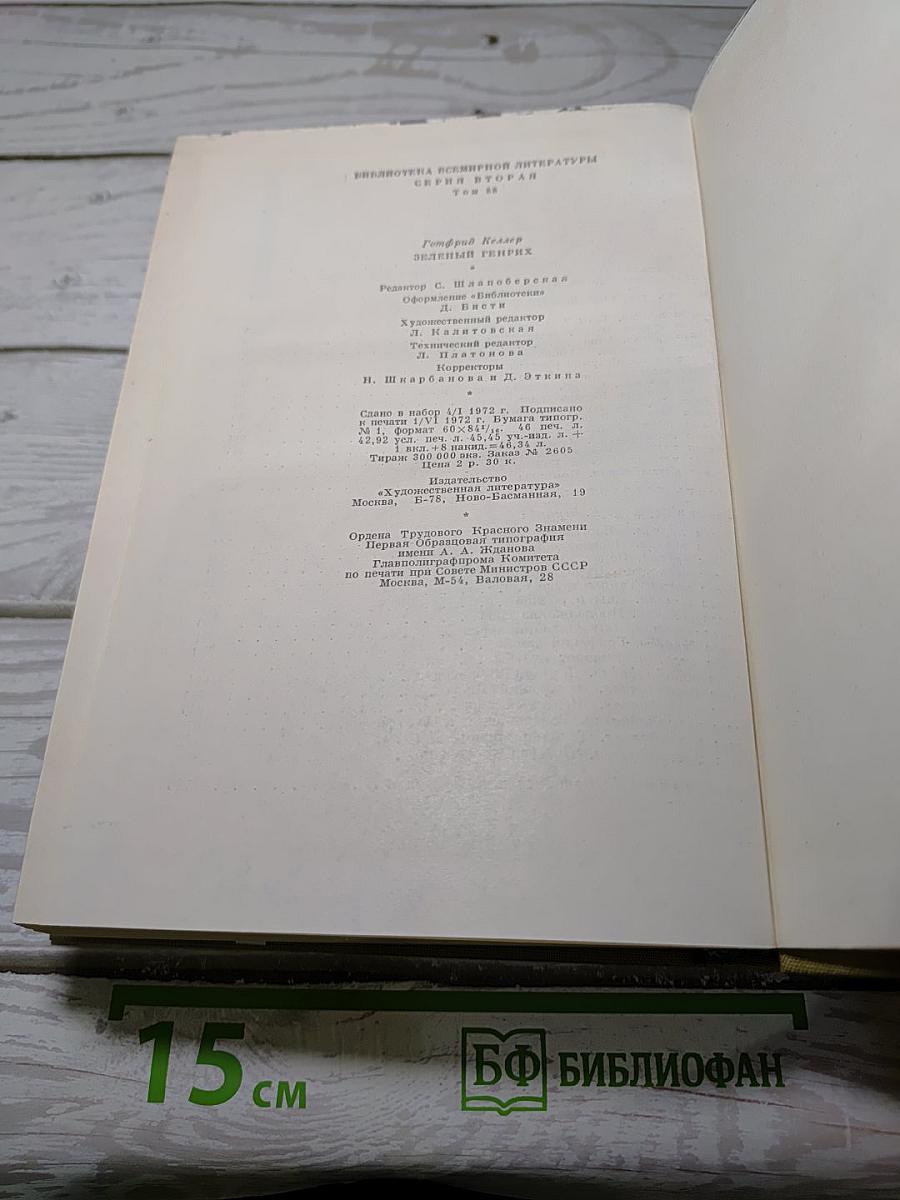 БИБЛИОТЕКА ВСЕМИРНОЙ ЛИТЕРАТУРЫ
СЕРИЯ ВТОРАЯ
Том 88
Готфрид Келлер
ЗЕЛЕНЫЙ ГЕНРИХ
*
Редактор С. Шлапоберская
Оформление «Библиотеки»
Д. Бисти
Художественный редактор
Л. Калитовская
Технический редактор
Л. Платонова
Корректоры
Н. Шкарбанова и Д. Эткина
*
Сдано в набор 4/I 1972 г. Подписано
к печати 1/VI 1972 г. Бумага типогр.
№ 1, формат 60×84¹/₁₆. 46 печ. л.
42,92 усл. печ. л. 45,45 уч.-изд. л. +
1 вкл. + 8 накид. = 46,34 л.
Тираж 300 000 экз. Заказ № 2605
Цена 2 р. 30 к.
Издательство
«Художественная литература»
Москва, Б-78, Ново-Басманная, 19
*
Ордена Трудового Красного Знамени
Первая Образцовая типография
имени А. А. Жданова
Главполиграфпрома Комитета
по печати при Совете Министров СССР
Москва, М-54, Валовая, 28
15 см
БФ БИБЛИОФАН